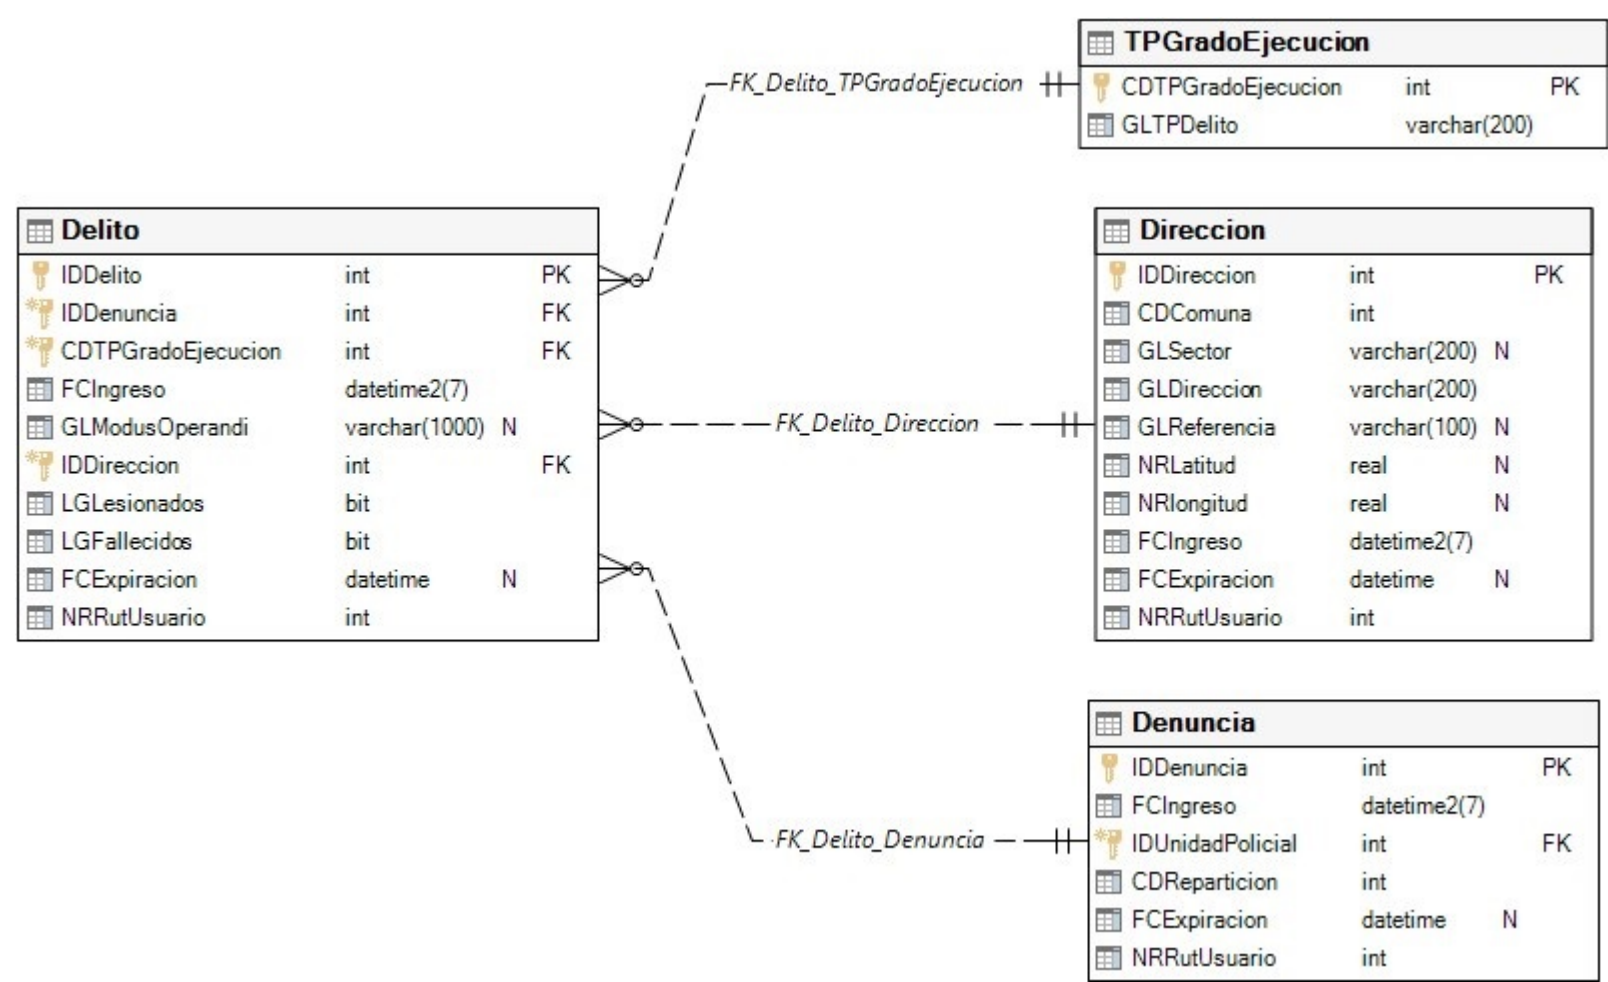 TPGradoEjecucion
CDTPGradoEjecucion int PK
GLTPDelito varchar(200)
FK_Delito_TPGradoEjecucion
Delito
IDDelito int PK
IDDenuncia int FK
CDTPGradoEjecucion int FK
FCIngreso datetime2(7)
GLModusOperandi varchar(1000) N
IDDireccion int FK
LGLesionados bit
LGFallecidos bit
FCExpiracion datetime N
NRRutUsuario int
FK_Delito_Direccion
Direccion
IDDireccion int PK
CDComuna int
GLSector varchar(200) N
GLDireccion varchar(200)
GLReferencia varchar(100) N
NRLatitud real N
NRlongitud real N
FCIngreso datetime2(7)
FCExpiracion datetime N
NRRutUsuario int
FK_Delito_Denuncia
Denuncia
IDDenuncia int PK
FCIngreso datetime2(7)
IDUnidadPolicial int FK
CDReparticion int
FCExpiracion datetime N
NRRutUsuario int